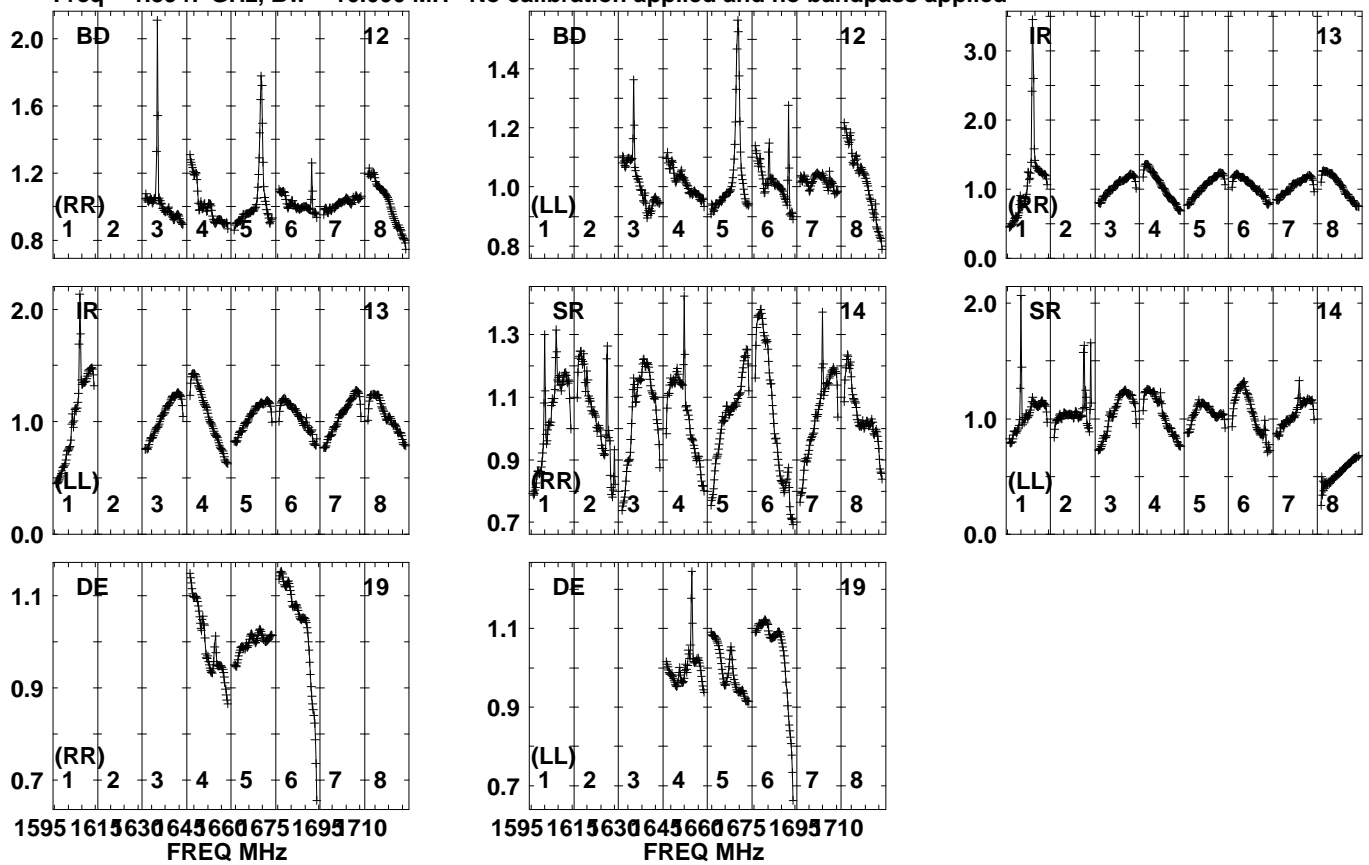 Freq = GHz, Bw = No calibration applied and no bandpass applied
BD 12
2.0
1.6
1.2
0.8
(RR)
1 2 3 4 5 6 7 8
BD 12
1.4
1.2
1.0
0.8
(LL)
1 2 3 4 5 6 7 8
IR 13
3.0
2.0
1.0
0.0
(RR)
1 2 3 4 5 6 7 8
IR 13
2.0
1.0
0.0
(LL)
1 2 3 4 5 6 7 8
SR 14
1.3
1.1
0.9
0.7
(RR)
1 2 3 4 5 6 7 8
SR 14
2.0
1.0
0.0
(LL)
1 2 3 4 5 6 7 8
DE 19
1.1
0.9
0.7
(RR)
1 2 3 4 5 6 7 8
1595 1615 1630 1645 1660 1675 1695 1710
FREQ MHz
DE 19
1.1
1.0
0.9
0.7
(LL)
1 2 3 4 5 6 7 8
1595 1615 1630 1645 1660 1675 1695 1710
FREQ MHz